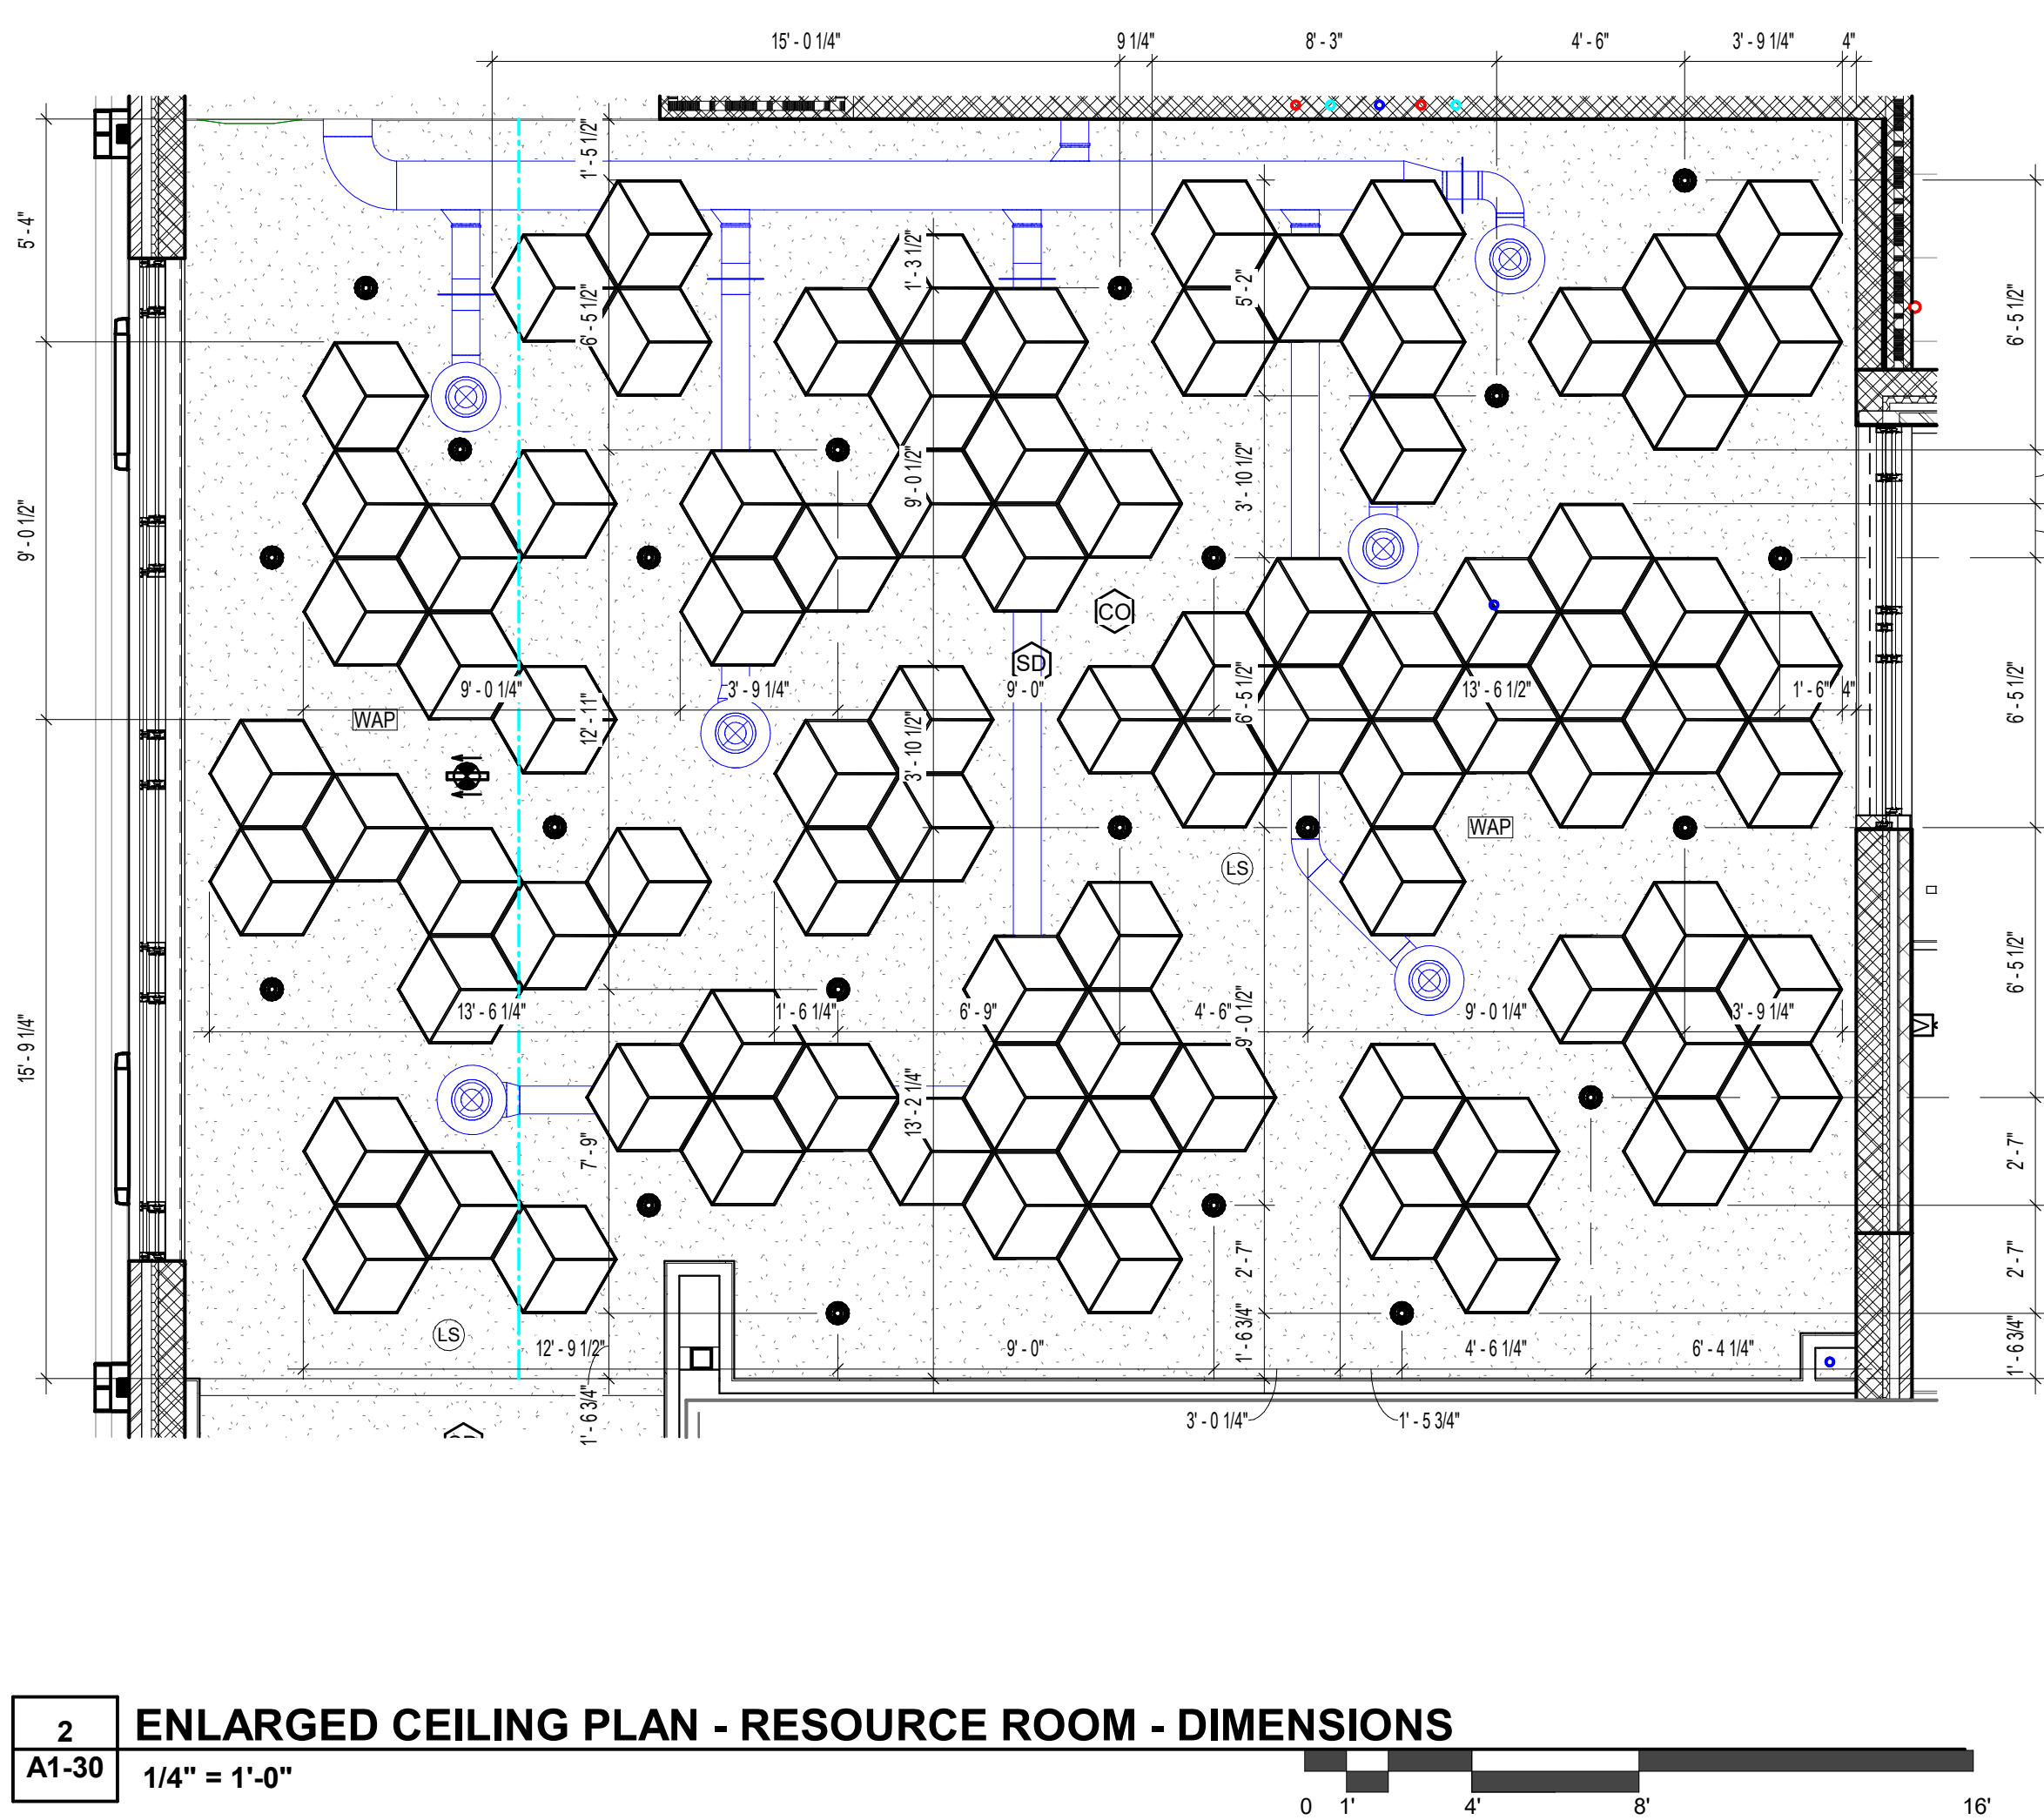 15' - 0 1/4" 9 1/4" 8' - 3" 4' - 6" 3' - 9 1/4" 4"
1' - 5 1/2"
5' - 4"
1' - 3 1/2"
5' - 2"
6' - 5 1/2"
6' - 5 1/2"
9' - 0 1/2"
9' - 0 1/2"
3' - 10 1/2"
CO
SD
9' - 0 1/4" 3' - 9 1/4" 9' - 0" 13' - 6 1/2" 1' - 6" 4"
6' - 5 1/2"
6' - 5 1/2"
WAP
12' - 11"
3' - 10 1/2"
WAP
LS
6' - 5 1/2"
13' - 6 1/4" 1' - 6 1/4" 6' - 9" 4' - 6" 9' - 0 1/4" 3' - 9 1/4"
9' - 0 1/2"
15' - 9 1/4"
13' - 2 1/4"
7' - 9"
2' - 7"
2' - 7"
2' - 7"
LS
12' - 9 1/2" 9' - 0" 1' - 6 3/4" 4' - 6 1/4" 6' - 4 1/4" 1' - 6 3/4"
1' - 6 3/4"
3' - 0 1/4" 1' - 5 3/4"
2
ENLARGED CEILING PLAN - RESOURCE ROOM - DIMENSIONS
A1-30
1/4" = 1'-0"
0 1' 4' 8' 16'